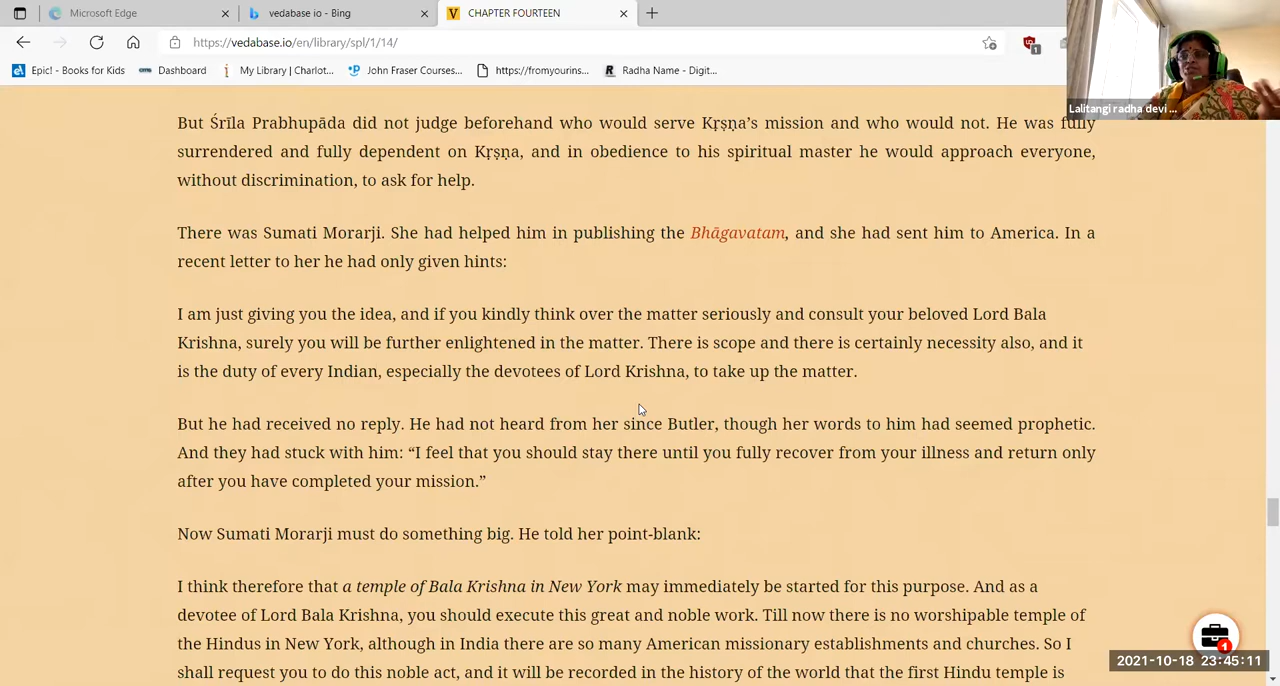 Microsoft Edge
vedabase io - Bing
CHAPTER FOURTEEN
https://vedabase.io/en/library/spl/1/14/
1
Epic! - Books for Kids
Dashboard
My Library | Charlot...
John Fraser Courses...
https://fromyourins...
Radha Name - Digit...
Lalitangi radha devi ...
But Śrīla Prabhupāda did not judge beforehand who would serve Kṛṣṇa’s mission and who would not. He was fully
surrendered and fully dependent on Kṛṣṇa, and in obedience to his spiritual master he would approach everyone,
without discrimination, to ask for help.
There was Sumati Morarji. She had helped him in publishing the Bhāgavatam, and she had sent him to America. In a
recent letter to her he had only given hints:
I am just giving you the idea, and if you kindly think over the matter seriously and consult your beloved Lord Bala
Krishna, surely you will be further enlightened in the matter. There is scope and there is certainly necessity also, and it
is the duty of every Indian, especially the devotees of Lord Krishna, to take up the matter.
But he had received no reply. He had not heard from her since Butler, though her words to him had seemed prophetic.
And they had stuck with him: “I feel that you should stay there until you fully recover from your illness and return only
after you have completed your mission.”
Now Sumati Morarji must do something big. He told her point-blank:
I think therefore that a temple of Bala Krishna in New York may immediately be started for this purpose. And as a
devotee of Lord Bala Krishna, you should execute this great and noble work. Till now there is no worshipable temple of
the Hindus in New York, although in India there are so many American missionary establishments and churches. So I
shall request you to do this noble act, and it will be recorded in the history of the world that the first Hindu temple is
1
2021-10-18 23:45:11